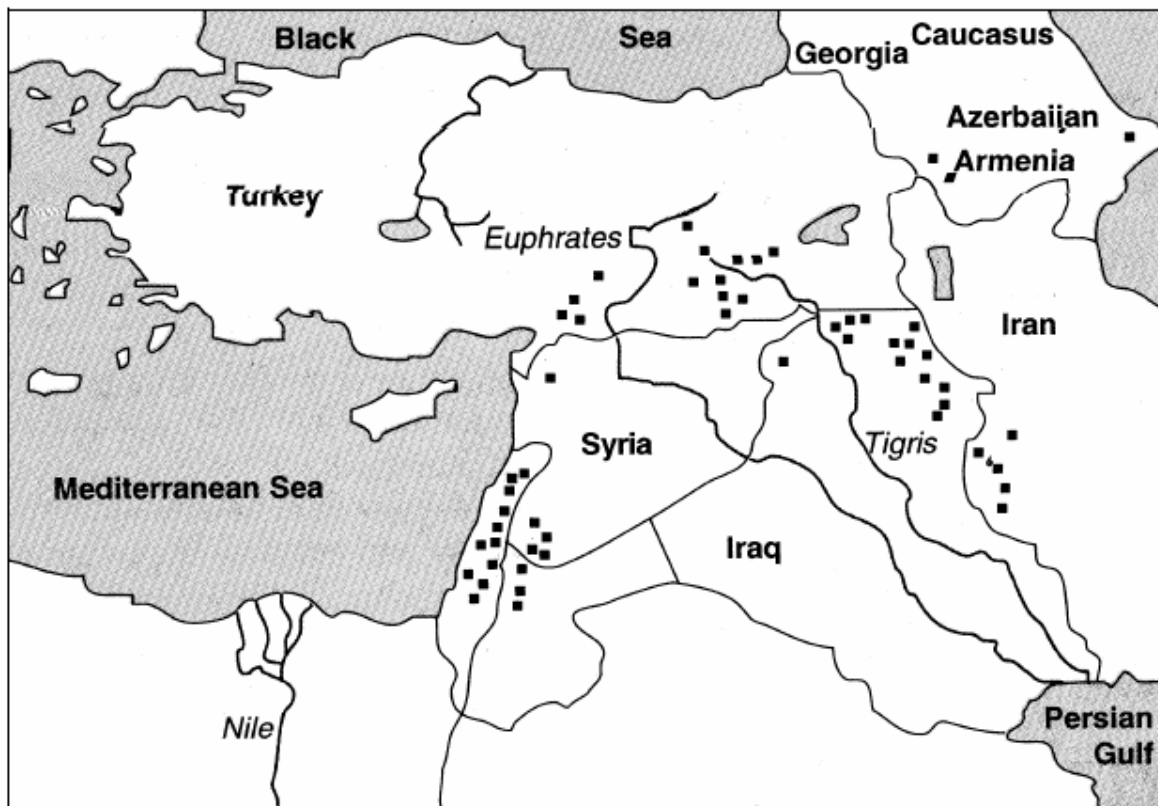 Black
Sea
Georgia
Caucasus
Azerbaijan
Armenia
Turkey
Euphrates
Iran
Syria
Tigris
Mediterranean Sea
Iraq
Nile
Persian
Gulf